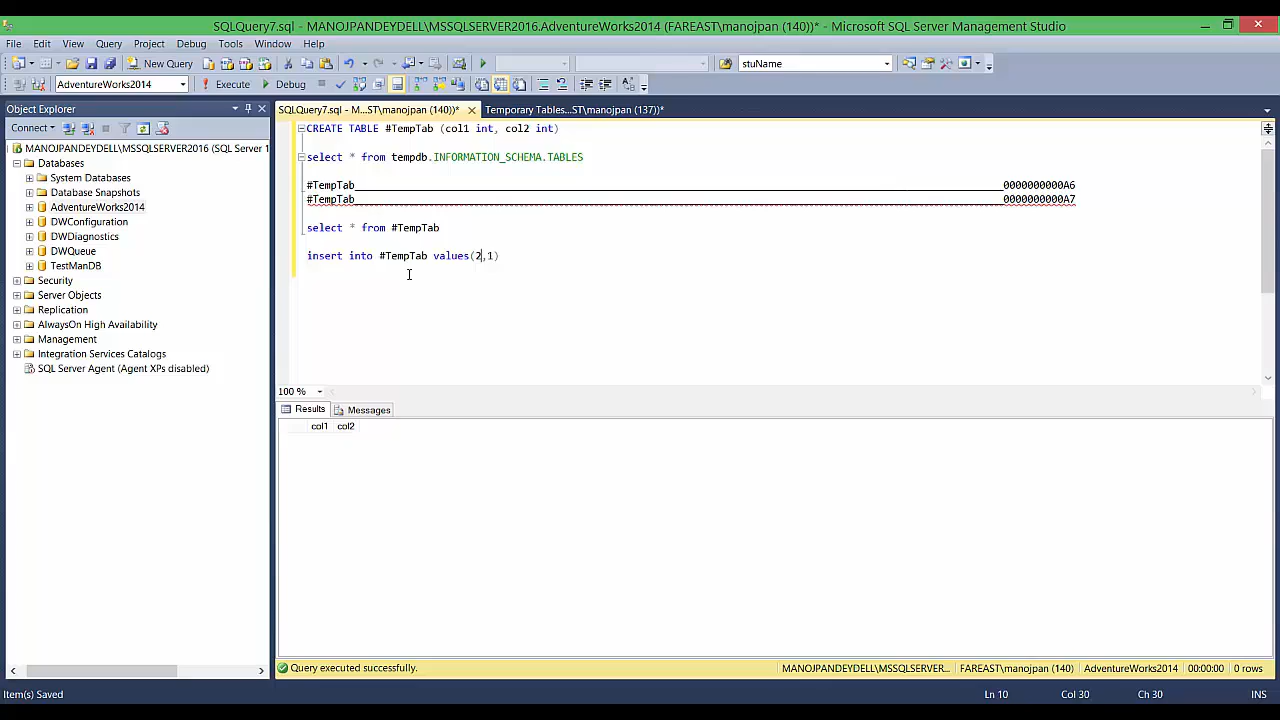 SQLQuery7.sql - MANOJPANDEYDELL\MSSQLSERVER2016.AdventureWorks2014 (FAREAST\manojpan (140))* - Microsoft SQL Server Management Studio
File Edit View Query Project Debug Tools Window Help
New Query stuName
AdventureWorks2014 Execute Debug
Object Explorer
SQLQuery7.sql - M...ST\manojpan (140))* Temporary Tables...ST\manojpan (137))*
Connect
MANOJPANDEYDELL\MSSQLSERVER2016 (SQL Server 1
Databases
System Databases
Database Snapshots
AdventureWorks2014
DWConfiguration
DWDiagnostics
DWQueue
TestManDB
Security
Server Objects
Replication
AlwaysOn High Availability
Management
Integration Services Catalogs
SQL Server Agent (Agent XPs disabled)
CREATE TABLE #TempTab (col1 int, col2 int)
select * from tempdb.INFORMATION_SCHEMA.TABLES
#TempTab____________________________________________________________________________________________________________0000000000A6
#TempTab____________________________________________________________________________________________________________0000000000A7
select * from #TempTab
insert into #TempTab values(2,1)
100 %
Results Messages
col1 col2
Query executed successfully. MANOJPANDEYDELL\MSSQLSERVER... FAREAST\manojpan (140) AdventureWorks2014 00:00:00 0 rows
Item(s) Saved Ln 10 Col 30 Ch 30 INS